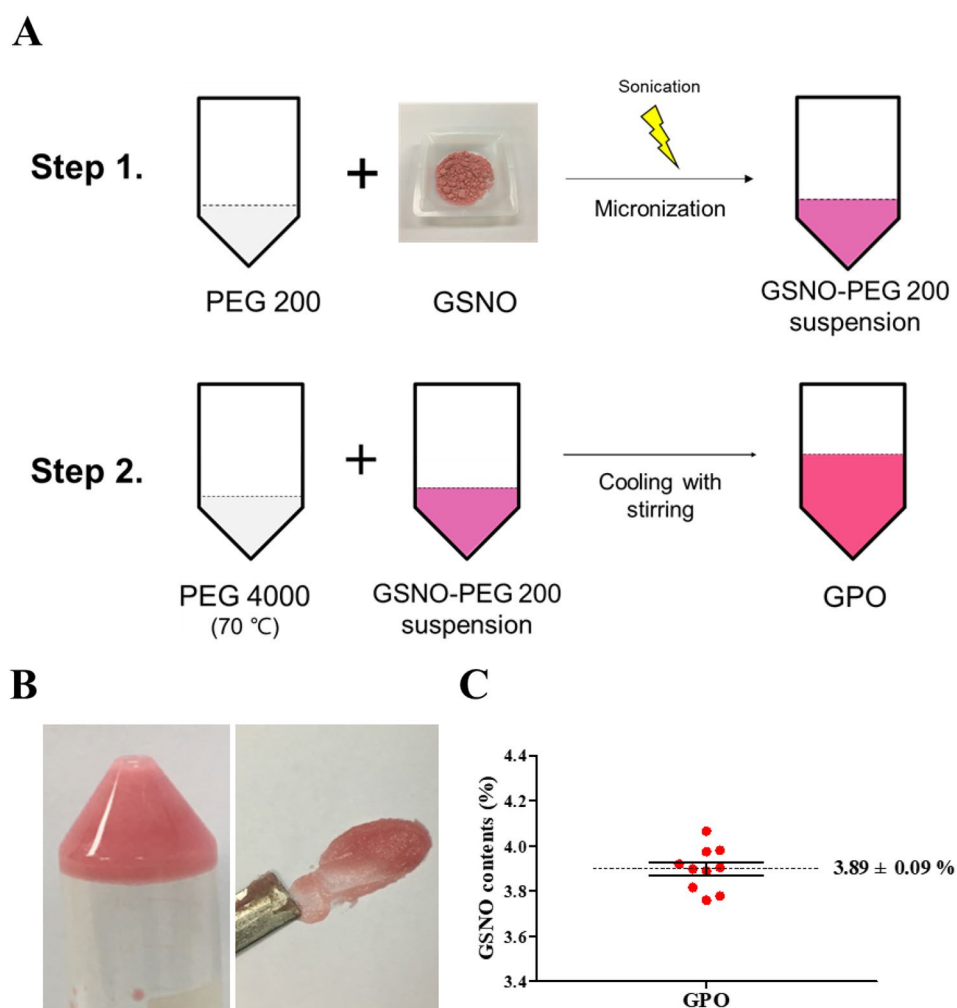 A
Step 1.
+
Sonication
Micronization
PEG 200
GSNO
GSNO-PEG 200
suspension
Step 2.
+
Cooling with
stirring
PEG 4000
(70 ℃)
GSNO-PEG 200
suspension
GPO
B
C
GSNO contents (%)
4.4
4.2
4.0
3.8
3.6
3.4
3.89 ± 0.09 %
GPO